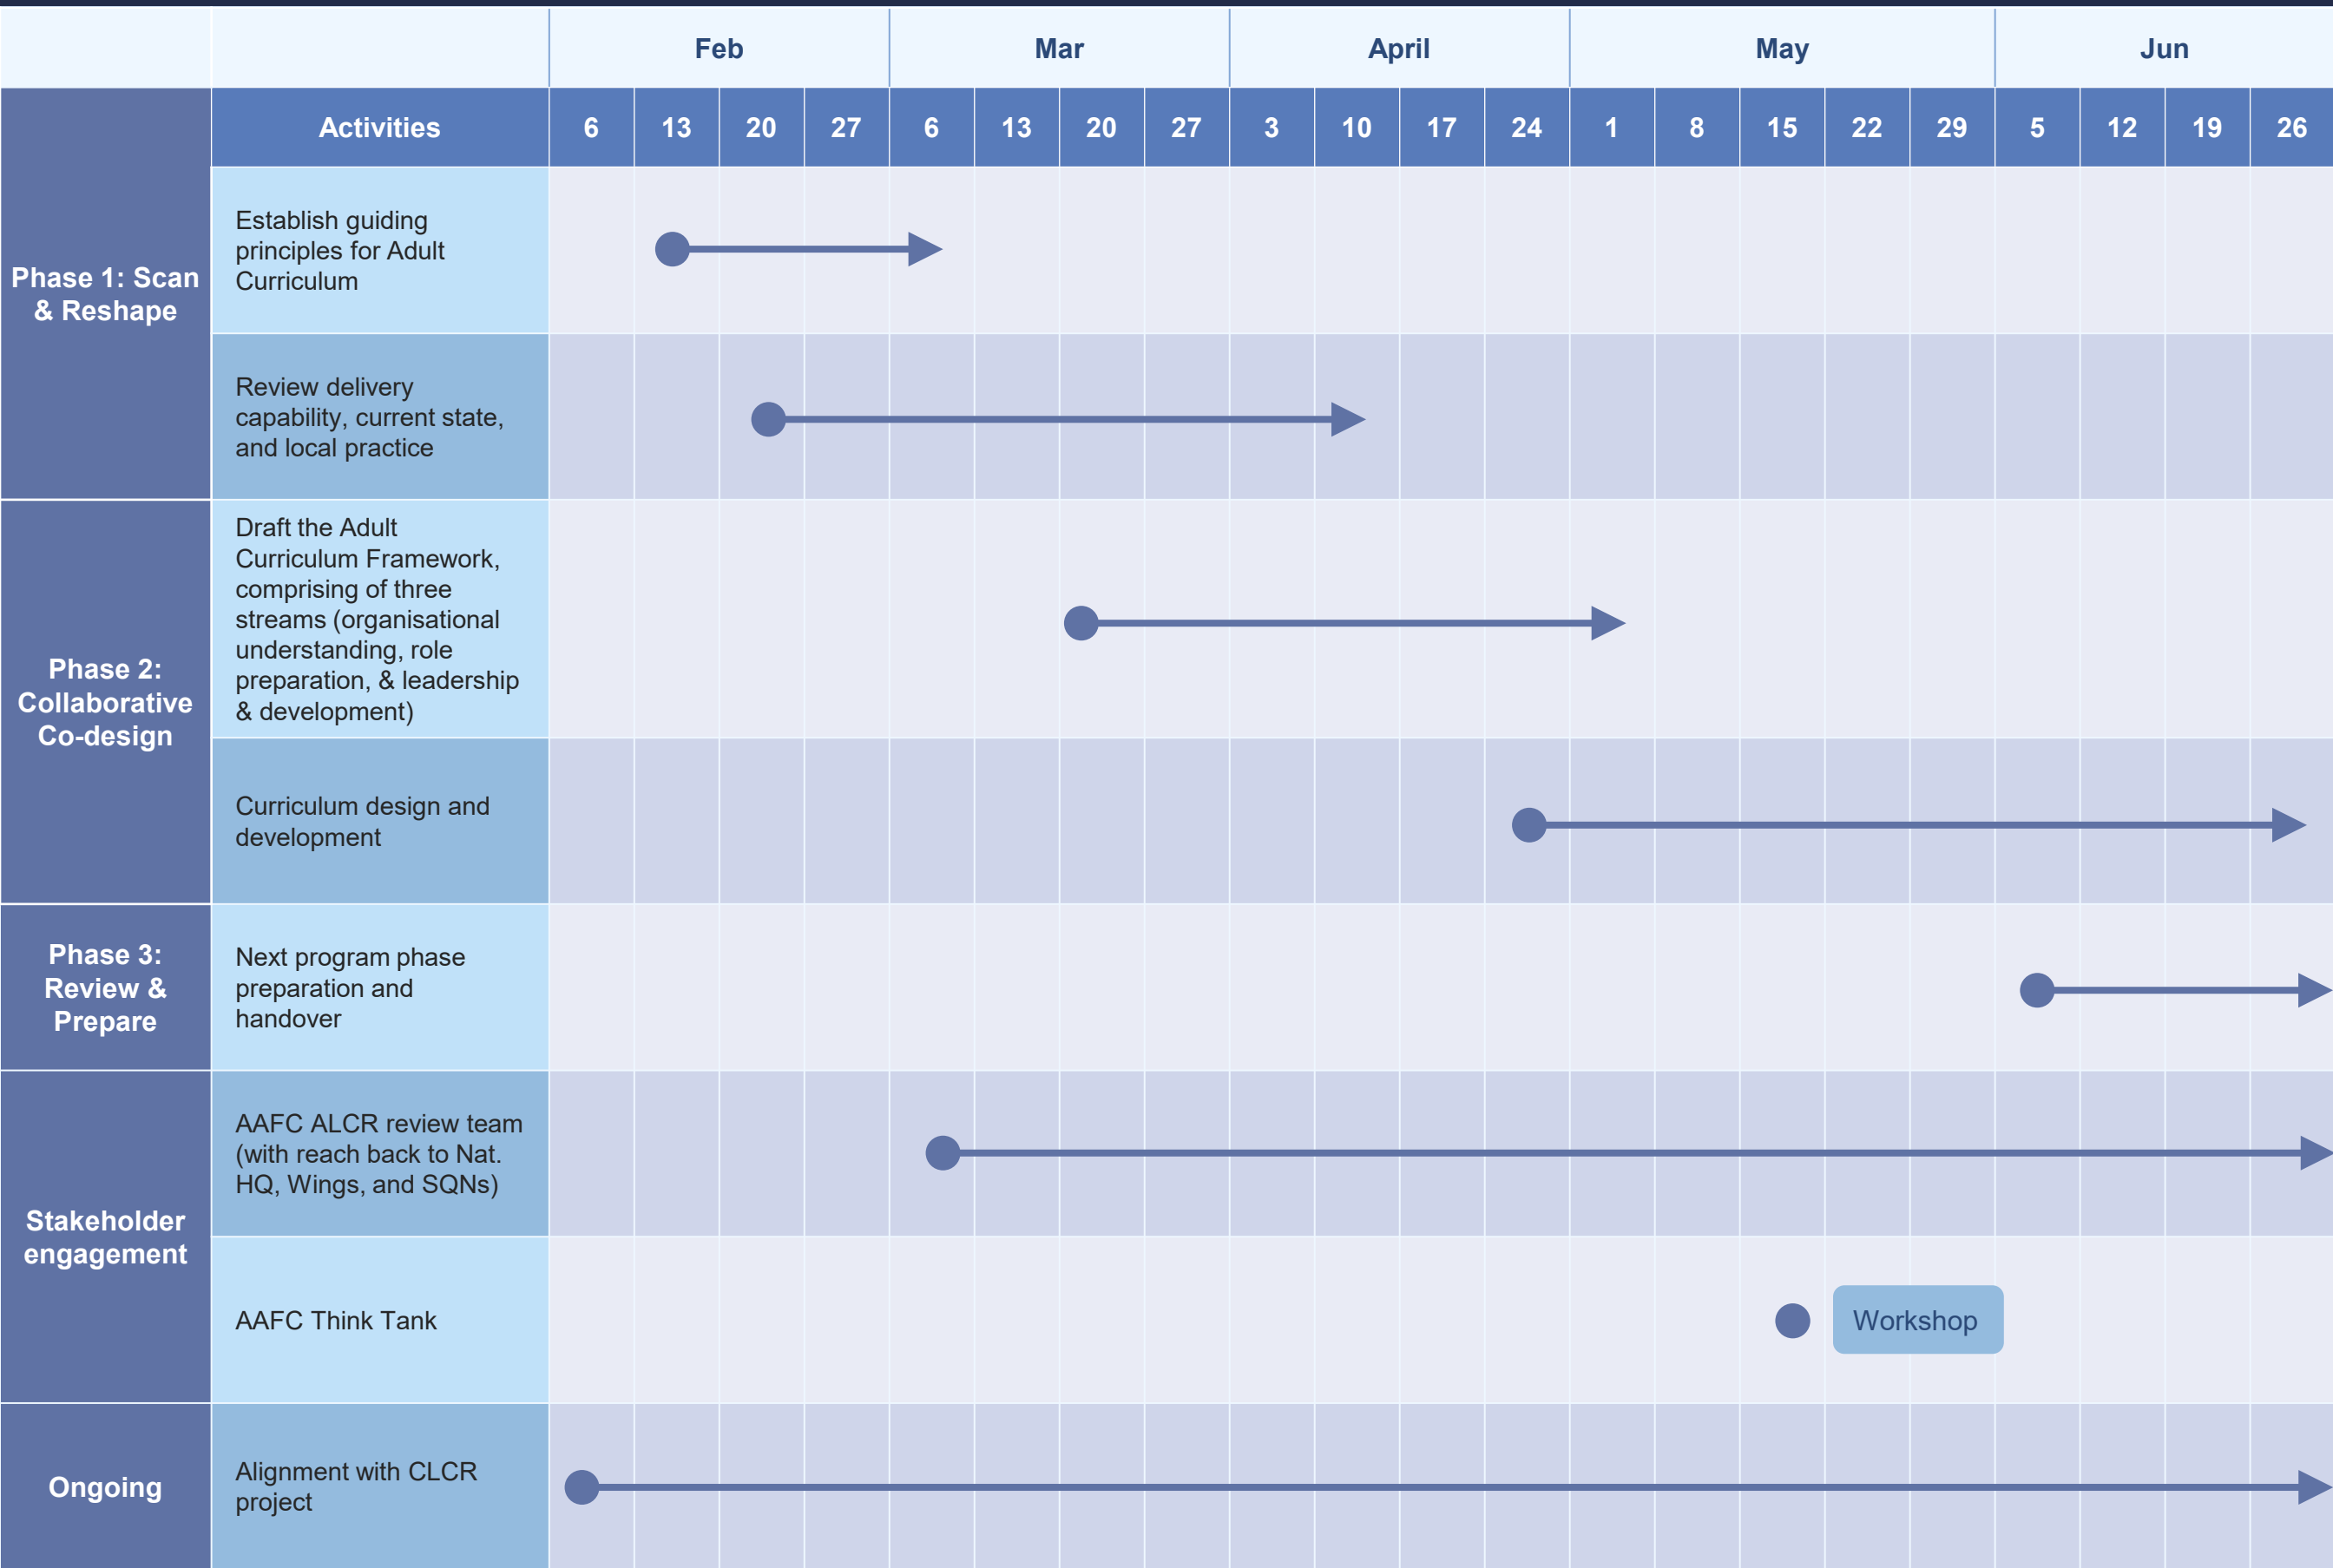 Feb Mar April May Jun
Activities 6 13 20 27 6 13 20 27 3 10 17 24 1 8 15 22 29 5 12 19 26
Phase 1: Scan
& Reshape
Establish guiding
principles for Adult
Curriculum
Review delivery
capability, current state,
and local practice
Phase 2:
Collaborative
Co-design
Draft the Adult
Curriculum Framework,
comprising of three
streams (organisational
understanding, role
preparation, & leadership
& development)
Curriculum design and
development
Phase 3:
Review &
Prepare
Next program phase
preparation and
handover
Stakeholder
engagement
AAFC ALCR review team
(with reach back to Nat.
HQ, Wings, and SQNs)
AAFC Think Tank
Workshop
Ongoing
Alignment with CLCR
project